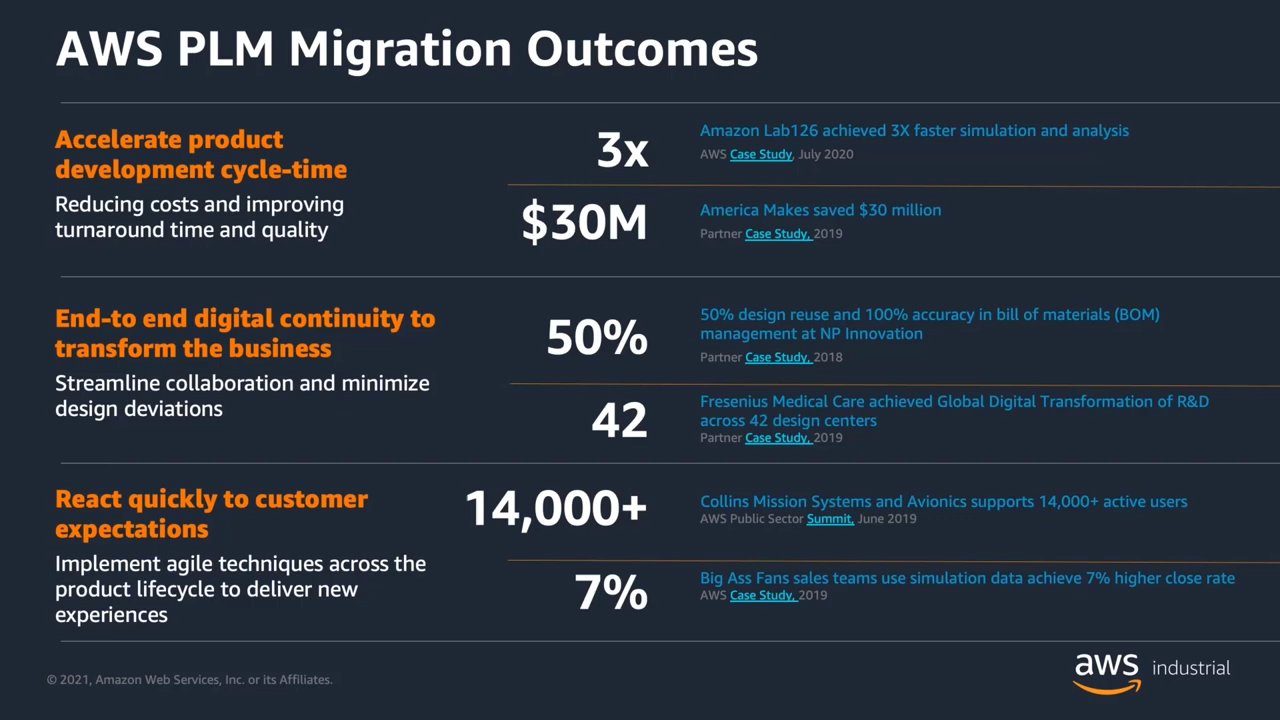 AWS PLM Migration Outcomes
Accelerate product
development cycle-time
Reducing costs and improving
turnaround time and quality
3x
Amazon Lab126 achieved 3X faster simulation and analysis
AWS Case Study, July 2020
$30M
America Makes saved $30 million
Partner Case Study, 2019
End-to end digital continuity to
transform the business
Streamline collaboration and minimize
design deviations
50%
50% design reuse and 100% accuracy in bill of materials (BOM)
management at NP Innovation
Partner Case Study, 2018
42
Fresenius Medical Care achieved Global Digital Transformation of R&D
across 42 design centers
Partner Case Study, 2019
React quickly to customer
expectations
Implement agile techniques across the
product lifecycle to deliver new
experiences
14,000+
Collins Mission Systems and Avionics supports 14,000+ active users
AWS Public Sector Summit, June 2019
7%
Big Ass Fans sales teams use simulation data achieve 7% higher close rate
AWS Case Study, 2019
© 2021, Amazon Web Services, Inc. or its Affiliates.
aws industrial